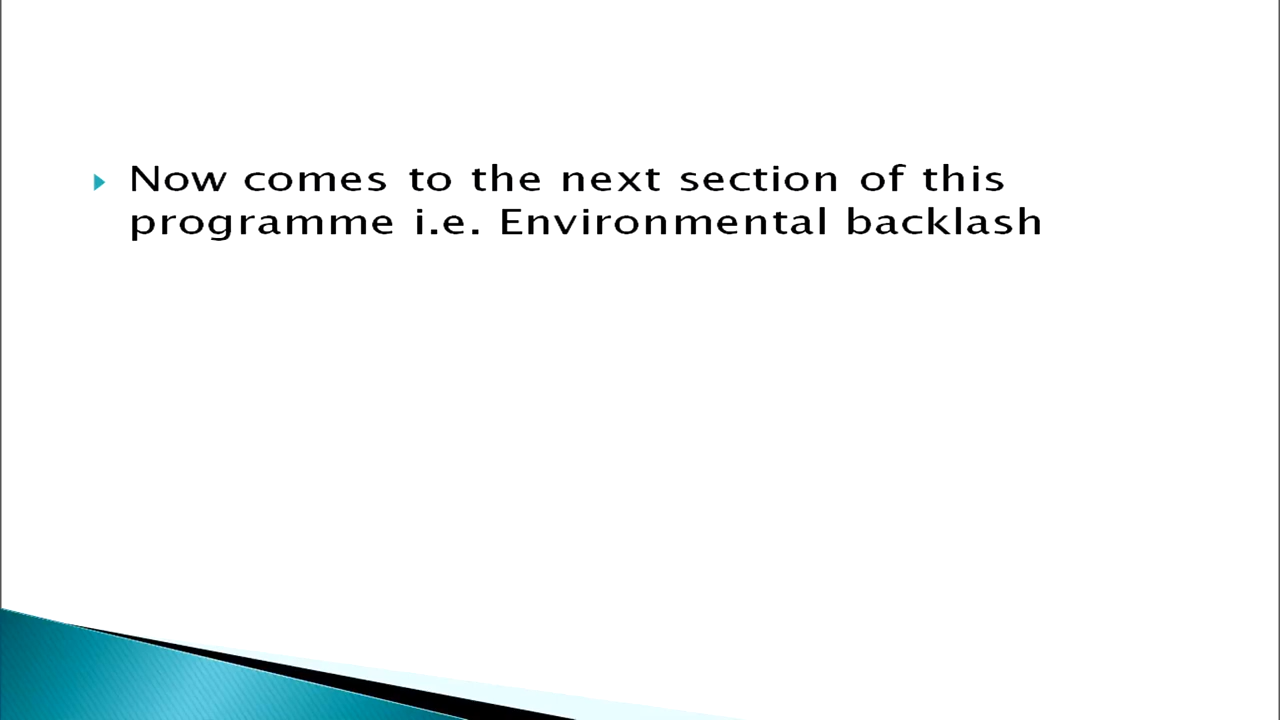 Now comes to the next section of this
programme i.e. Environmental backlash